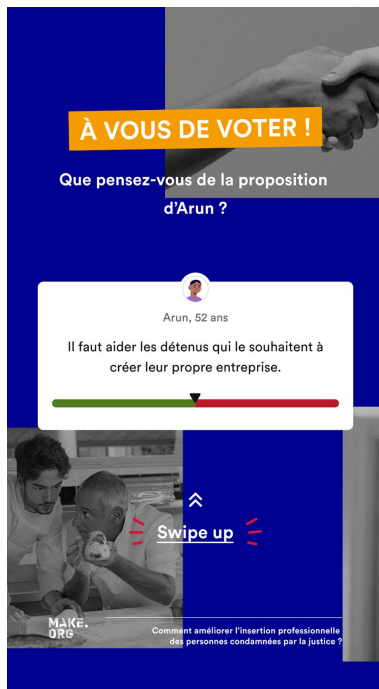 À VOUS DE VOTER !
Que pensez-vous de la proposition
d'Arun ?
Arun, 52 ans
Il faut aider les détenus qui le souhaitent à
créer leur propre entreprise.
Swipe up
MAKE.
ORG
Comment améliorer l'insertion professionnelle
des personnes condamnées par la justice ?